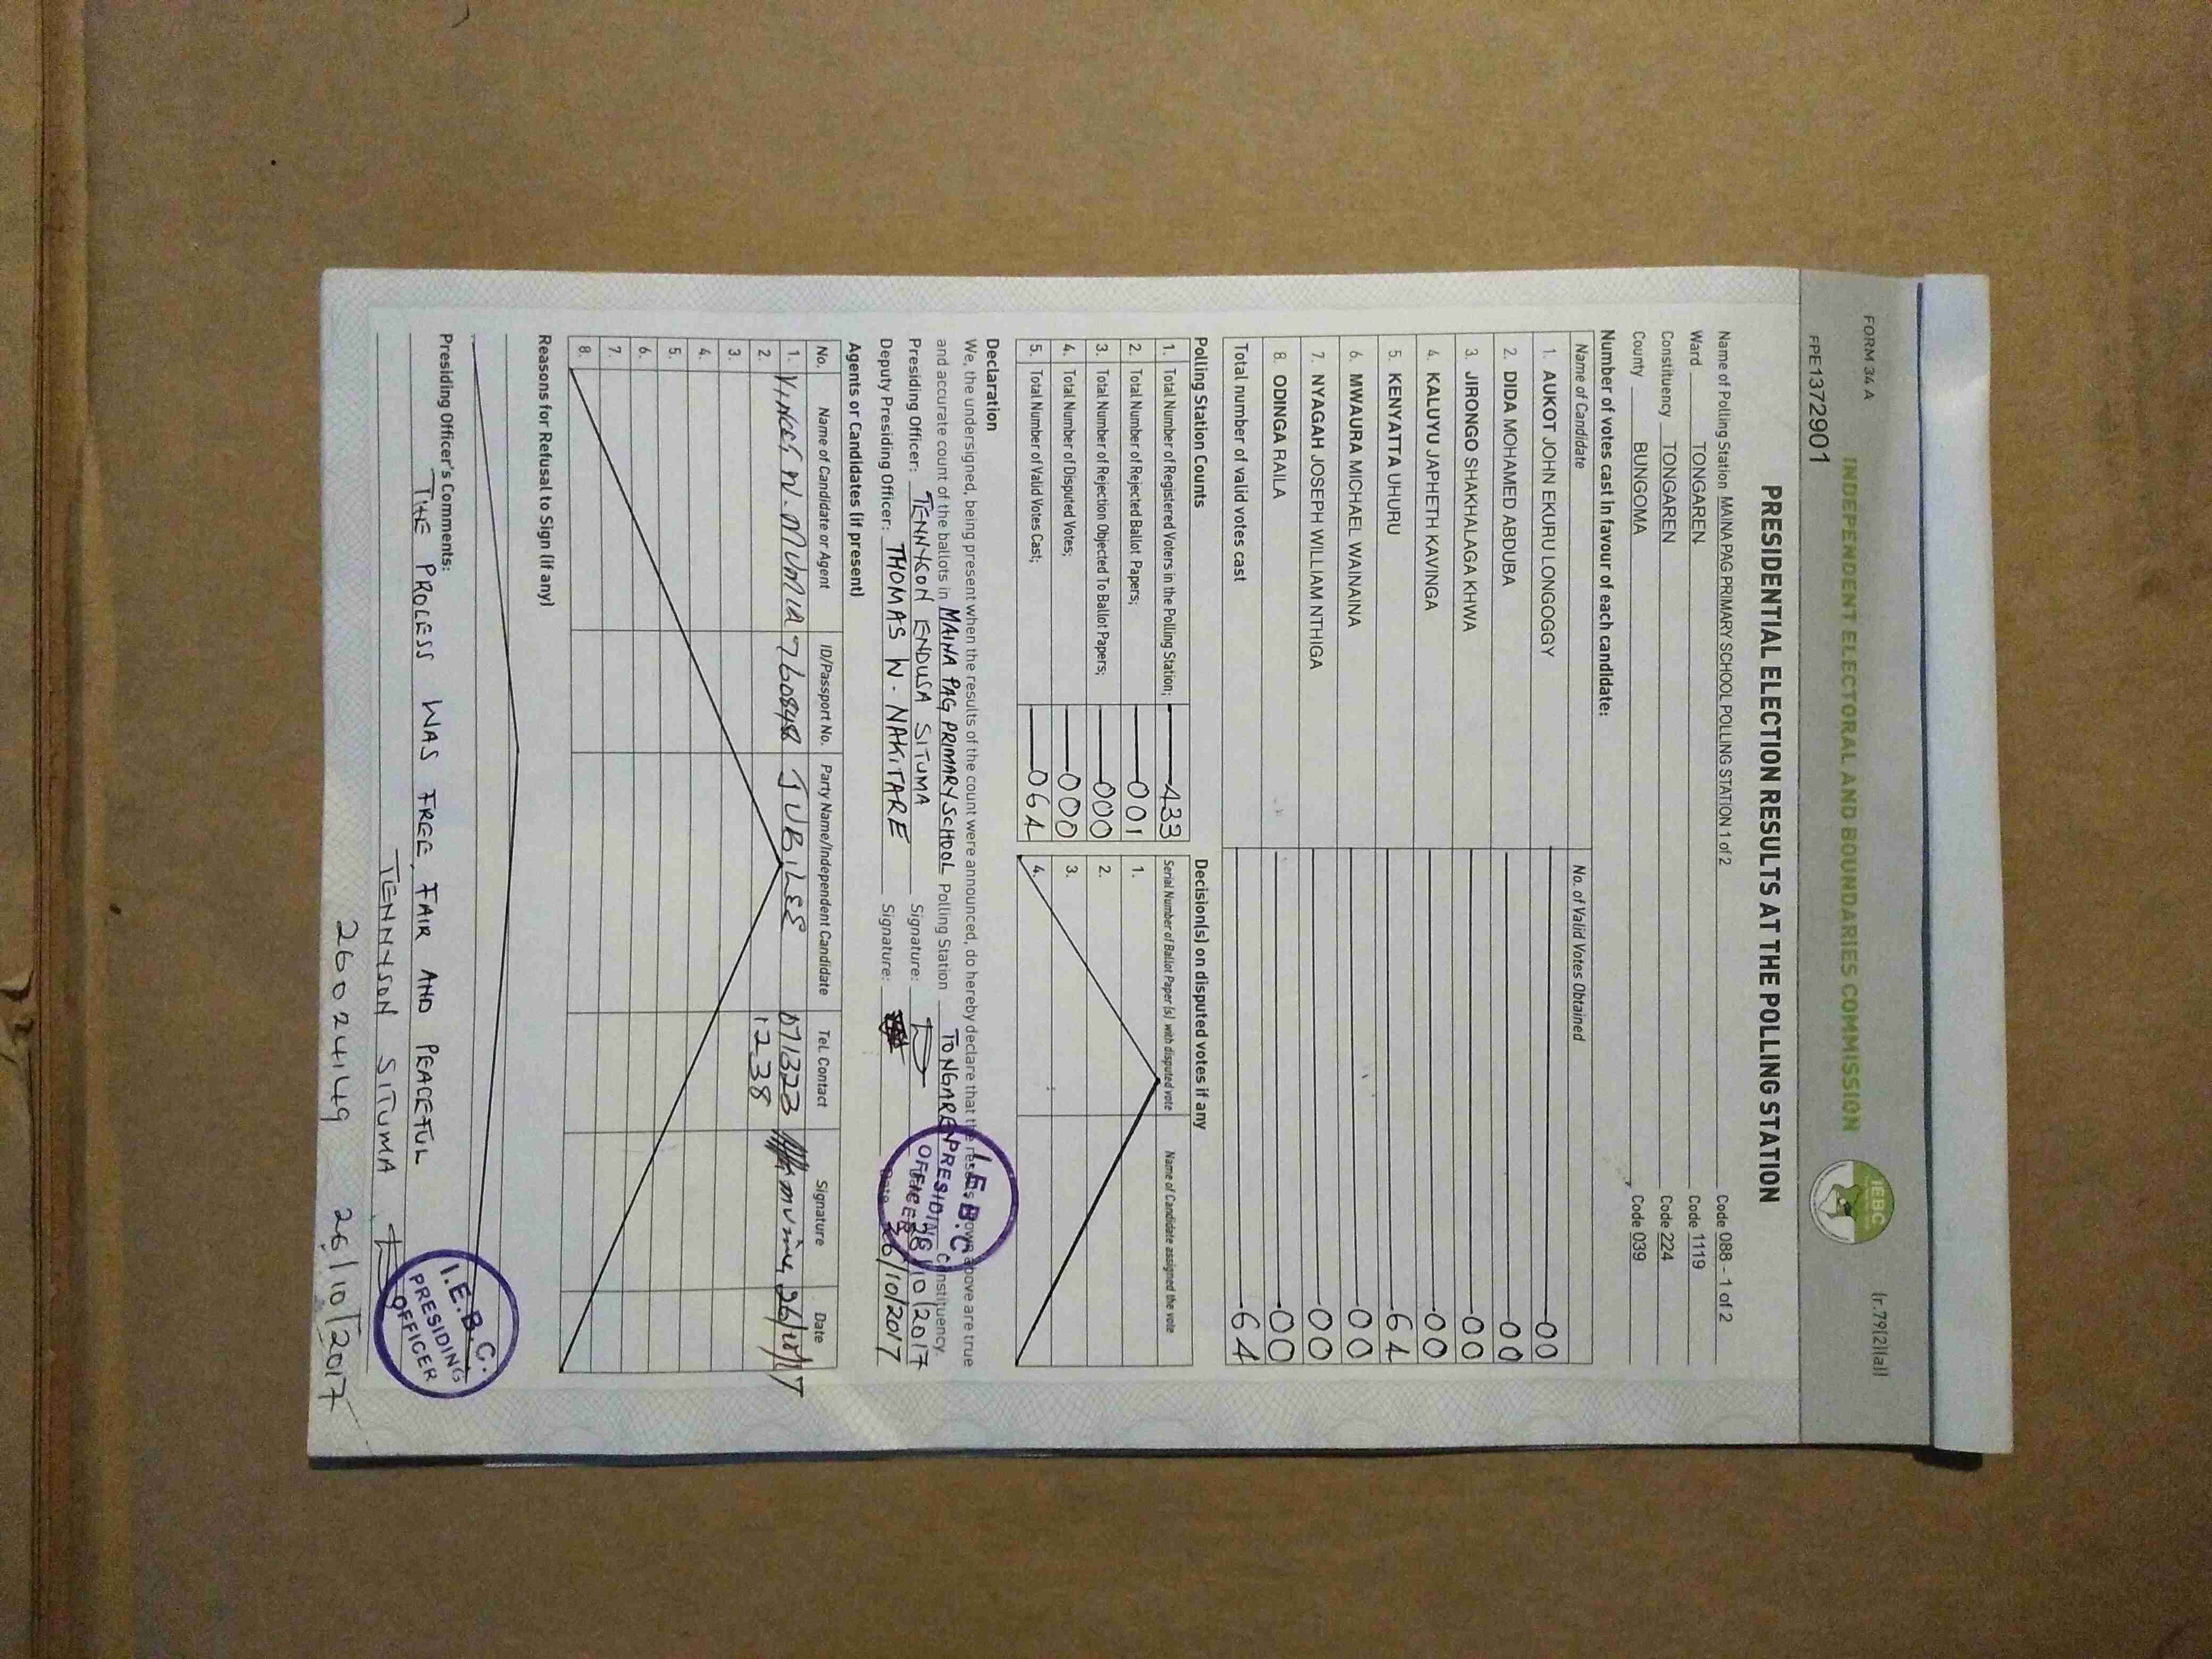 FORM 34 A
(r.79(2)(a))
INDEPENDENT ELECTORAL AND BOUNDARIES COMMISSION
IEBC
FPE1372901
PRESIDENTIAL ELECTION RESULTS AT THE POLLING STATION
Name of Polling Station MAINA PAG PRIMARY SCHOOL POLLING STATION 1 of 2 Code 088 - 1 of 2
Ward TONGAREN Code 1119
Constituency TONGAREN Code 224
County BUNGOMA Code 039
Number of votes cast in favour of each candidate:
Name of Candidate No. of Valid Votes Obtained
1. AUKOT JOHN EKURU LONGOGGY 00
2. DIDA MOHAMED ABDUBA 00
3. JIRONGO SHAKHALAGA KHWA 00
4. KALUYU JAPHETH KAVINGA 00
5. KENYATTA UHURU 64
6. MWAURA MICHAEL WAINAINA 00
7. NYAGAH JOSEPH WILLIAM NTHIGA 00
8. ODINGA RAILA 00
Total number of valid votes cast 64
Polling Station Counts Decision(s) on disputed votes if any
Serial Number of Ballot Paper (s) with disputed vote Name of Candidate assigned the vote
1. Total Number of Registered Voters in the Polling Station; 433
2. Total Number of Rejected Ballot Papers; 001 1.
3. Total Number of Rejection Objected To Ballot Papers; 000 2.
4. Total Number of Disputed Votes; 000 3.
5. Total Number of Valid Votes Cast; 064 4.
Declaration
We, the undersigned, being present when the results of the count were announced, do hereby declare that the results shown above are true
and accurate count of the ballots in MAINA PAG PRIMARY SCHOOL Polling Station TONGAREN Constituency.
Presiding Officer: TENNYSON ENDUSA SITUMA Signature: 26/10/2017
Deputy Presiding Officer: THOMAS W. NAKITARE Signature: Date 26/10/2017
I.E.B.C
PRESIDING
OFFICER
Agents or Candidates (if present)
No. Name of Candidate or Agent ID/Passport No. Party Name/Independent Candidate Tel. Contact Signature Date
1. JUBILEE 071323 26/10/17
2. 1238
3.
4.
5.
6.
7.
8.
Reasons for Refusal to Sign (if any)
Presiding Officer's Comments:
THE PROCESS WAS FREE, FAIR AND PEACEFUL
TENNYSON SITUMA
26024149 26/10/2017
I.E.B.C.
PRESIDING
OFFICER